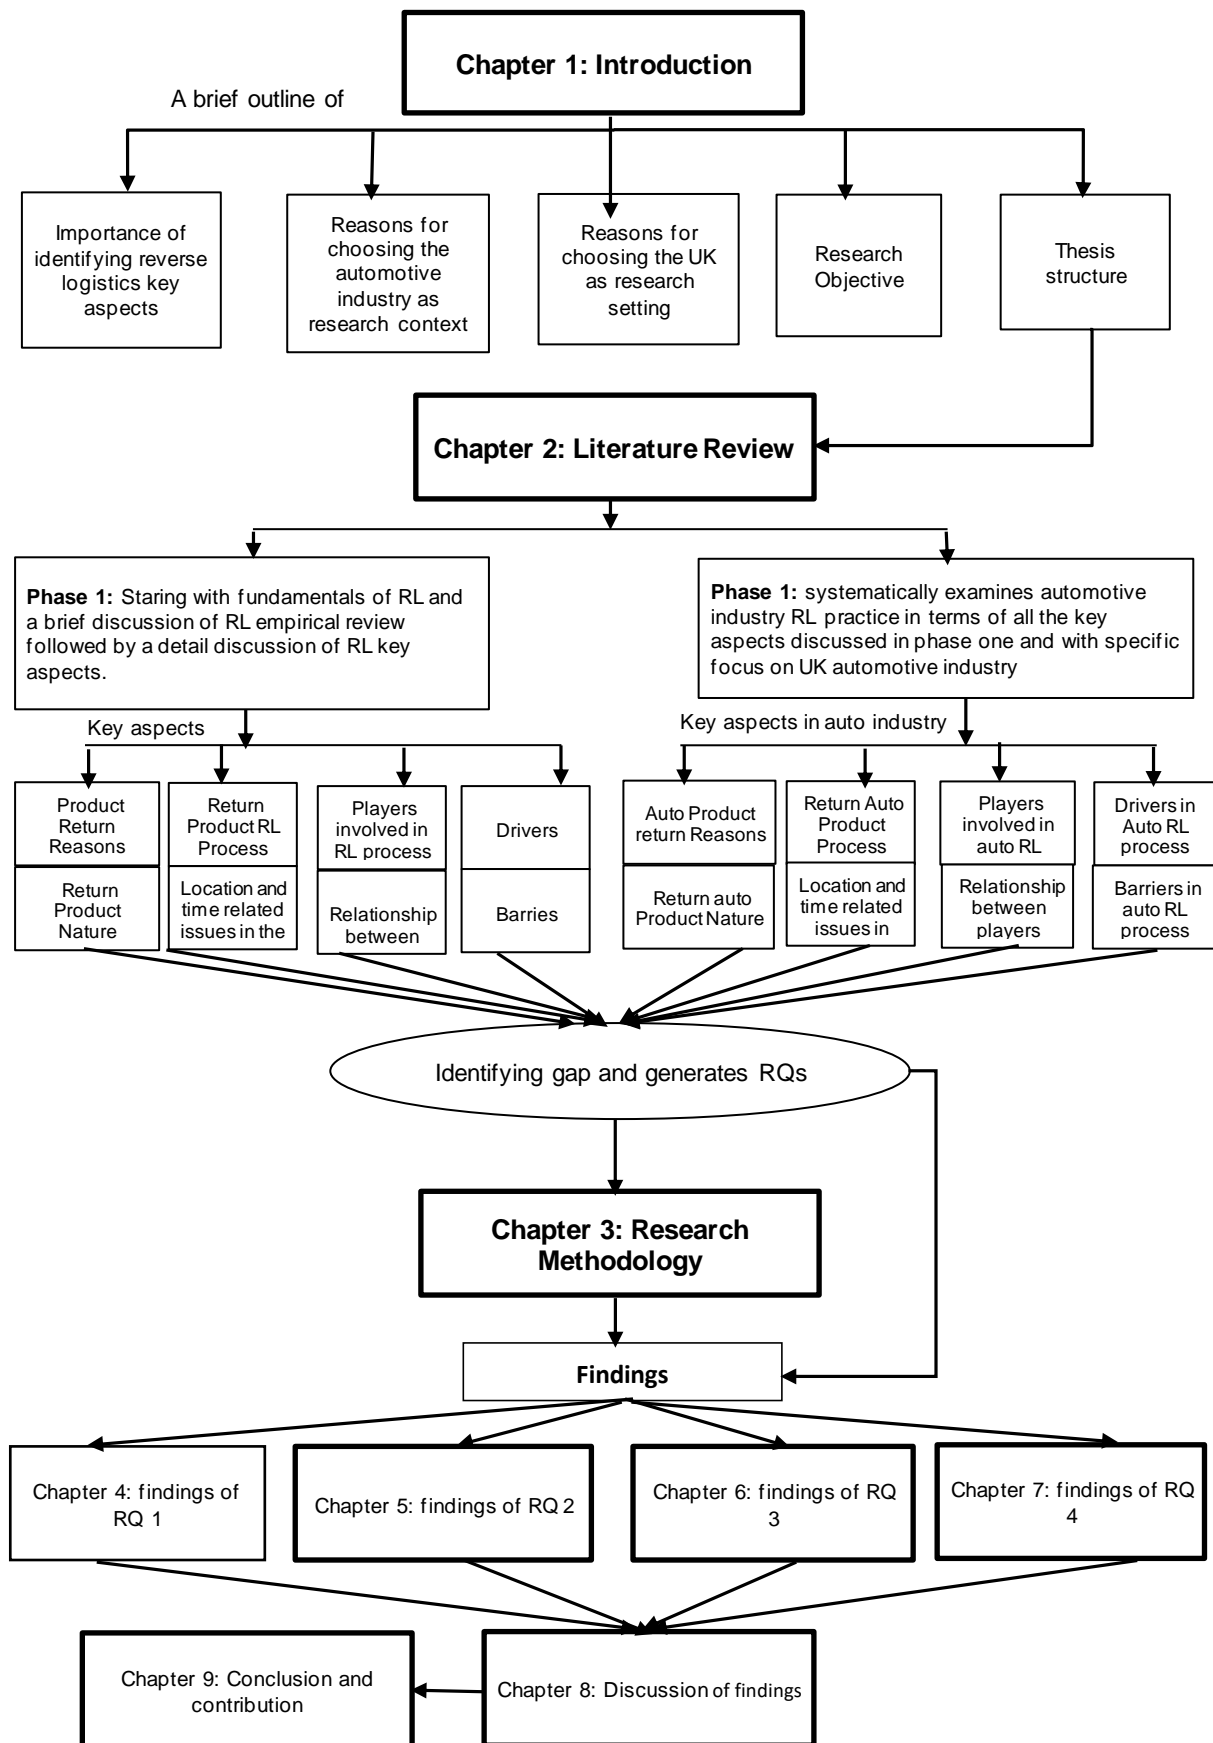 Chapter 1: Introduction
A brief outline of
Importance of
identifying reverse
logistics key
aspects
Reasons for
choosing the
automotive
industry as
research context
Reasons for
choosing the UK
as research
setting
Research
Objective
Thesis
structure
Chapter 2: Literature Review
Phase 1: Staring with fundamentals of RL and
a brief discussion of RL empirical review
followed by a detail discussion of RL key
aspects.
Phase 1: systematically examines automotive
industry RL practice in terms of all the key
aspects discussed in phase one and with specific
focus on UK automotive industry
Key aspects
Key aspects in auto industry
Product
Return
Reasons
Return
Product RL
Process
Players
involved in
RL process
Drivers
Return
Product
Nature
Location and
time related
issues in the
Relationship
between
Barries
Auto Product
return Reasons
Return Auto
Product
Process
Players
involved in
auto RL
Drivers in
Auto RL
process
Return auto
Product Nature
Location and
time related
issues in
Relationship
between
players
Barriers in
auto RL
process
Identifying gap and generates RQs
Chapter 3: Research
Methodology
Findings
Chapter 4: findings of
RQ 1
Chapter 5: findings of RQ 2
Chapter 6: findings of RQ
3
Chapter 7: findings of RQ
4
Chapter 9: Conclusion and
contribution
Chapter 8: Discussion of findings